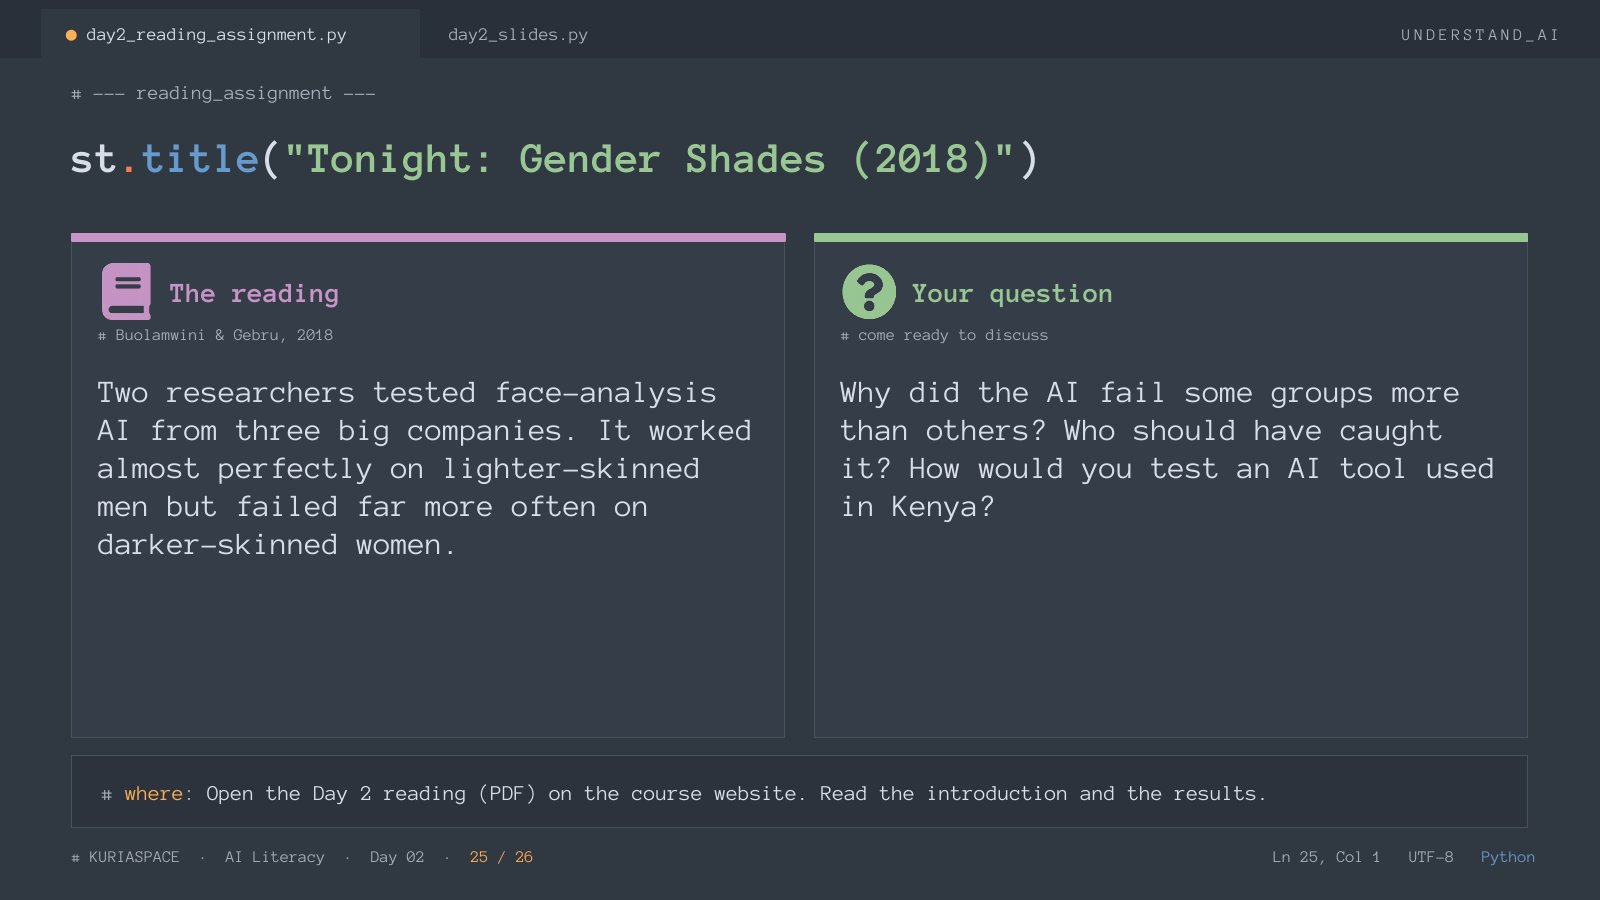 day2_reading_assignment.py
day2_slides.py
UNDERSTAND_AI
# --- reading_assignment ---
st.title("Tonight: Gender Shades (2018)")
The reading
# Buolamwini & Gebru, 2018
Two researchers tested face-analysis
AI from three big companies. It worked
almost perfectly on lighter-skinned
men but failed far more often on
darker-skinned women.
Your question
# come ready to discuss
Why did the AI fail some groups more
than others? Who should have caught
it? How would you test an AI tool used
in Kenya?
# where: Open the Day 2 reading (PDF) on the course website. Read the introduction and the results.
# KURIASPACE · AI Literacy · Day 02 · 25 / 26
Ln 25, Col 1 UTF-8 Python